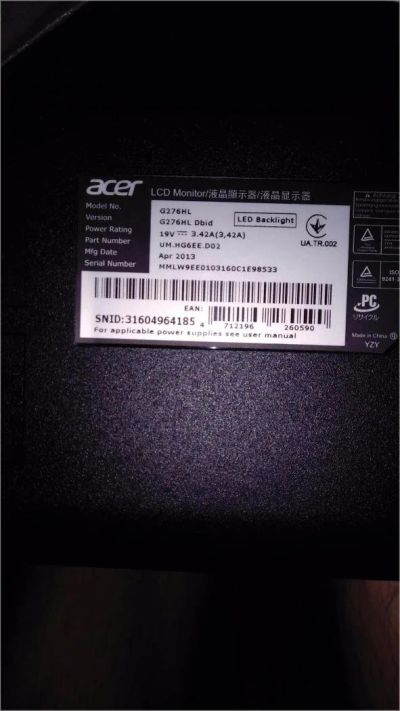 acer LCD Monitor/液晶顯示器/液晶显示器
Model No. G276HL
Version G276HL Dbid
LED Backlight
Power Rating 19V ⎓ 3.42A(3,42A)
UA.TR.002
Part Number UM.HG6EE.D02
Mfg Date Apr 2013
Serial Number MMLW9EE0103160C1E98533
EAN:
SNID:31604964185
4 712196 260590
For applicable power supplies see user manual
ISO
9241-3
PC
リサイクル
Made in China
YZY